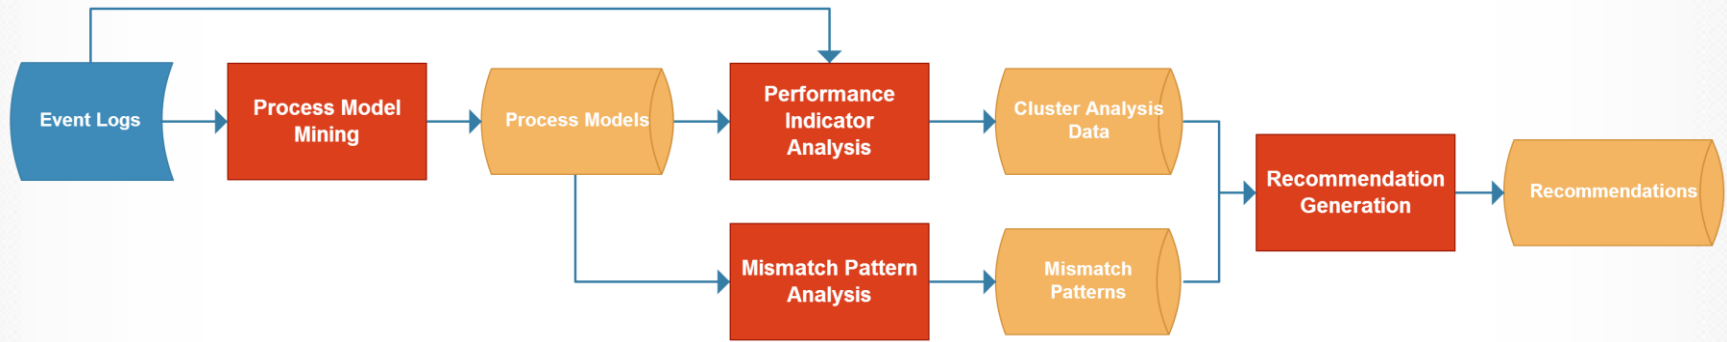 Event Logs
Process Model
Mining
Process Models
Performance
Indicator
Analysis
Cluster Analysis
Data
Mismatch Pattern
Analysis
Mismatch
Patterns
Recommendation
Generation
Recommendations